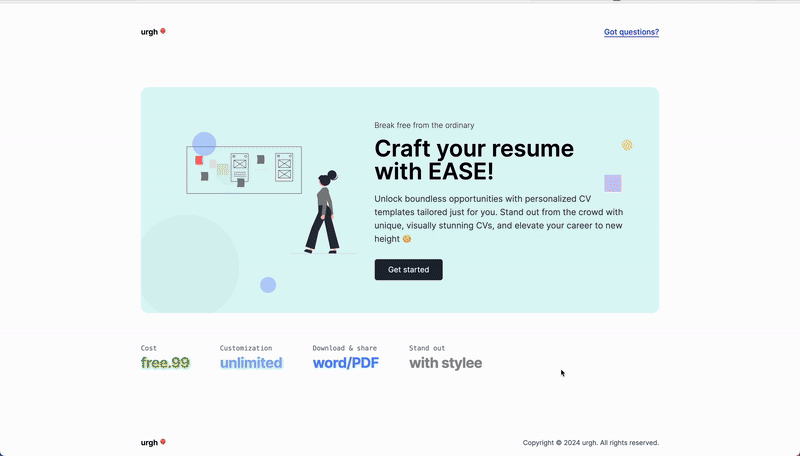 urgh
Got questions?
Break free from the ordinary
Craft your resume
with EASE!
Unlock boundless opportunities with personalized CV
templates tailored just for you. Stand out from the crowd with
unique, visually stunning CVs, and elevate your career to new
height
Get started
Cost
Customization
Download & share
Stand out
free.99
unlimited
word/PDF
with stylee
urgh
Copyright © 2024 urgh. All rights reserved.